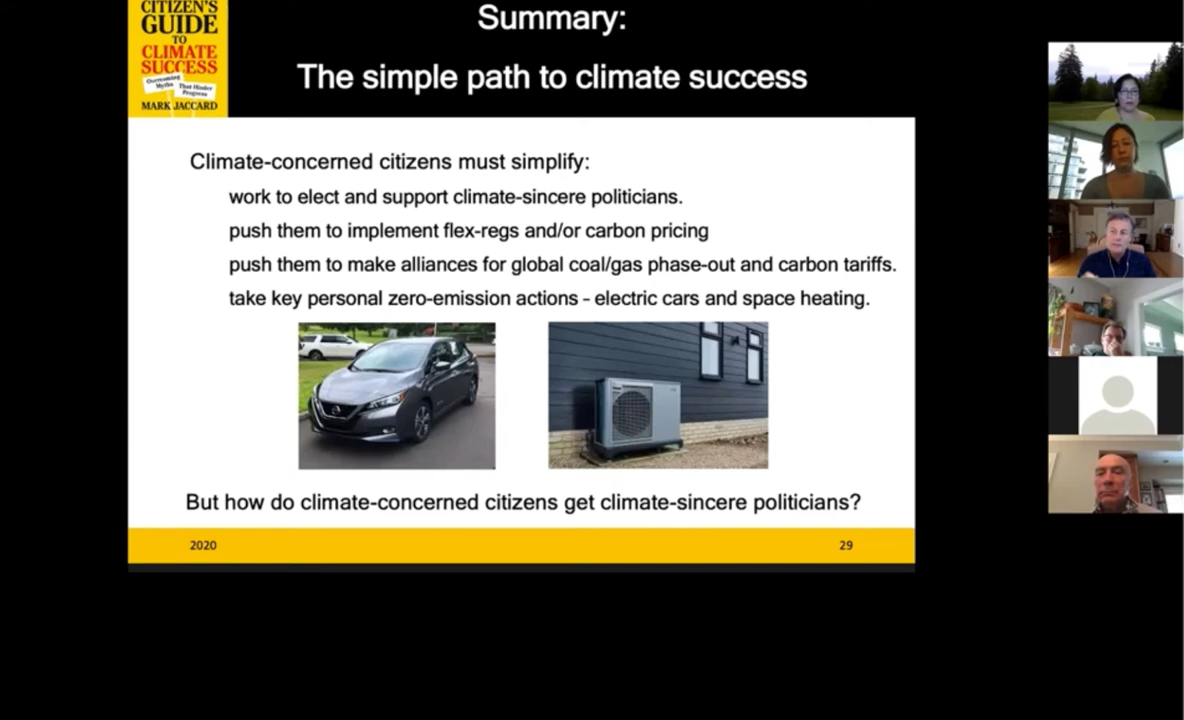 CITIZEN'S
GUIDE
TO
CLIMATE
SUCCESS
Overcoming
Myths
That Hinder
Progress
MARK JACCARD
Summary:
The simple path to climate success
Climate-concerned citizens must simplify:
work to elect and support climate-sincere politicians.
push them to implement flex-regs and/or carbon pricing
push them to make alliances for global coal/gas phase-out and carbon tariffs.
take key personal zero-emission actions – electric cars and space heating.
But how do climate-concerned citizens get climate-sincere politicians?
2020
29